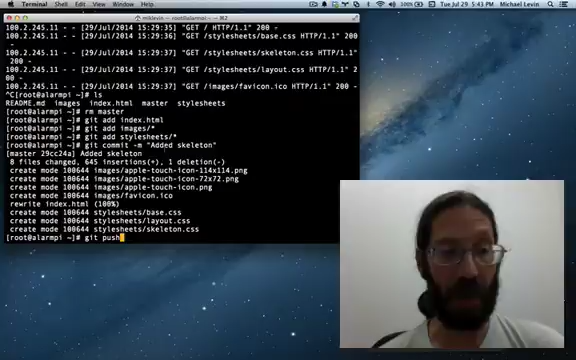 Terminal Shell Edit View Window Help
Tue Jul 29 5:43 PM Michael Levin
miklevin — root@alarmpi — ⌘2
100.2.245.11 - - [29/Jul/2014 15:29:35] "GET / HTTP/1.1" 200 -
100.2.245.11 - - [29/Jul/2014 15:29:36] "GET /stylesheets/base.css HTTP/1.1" 200 -
100.2.245.11 - - [29/Jul/2014 15:29:36] "GET /stylesheets/skeleton.css HTTP/1.1"
200 -
100.2.245.11 - - [29/Jul/2014 15:29:37] "GET /stylesheets/layout.css HTTP/1.1" 2
00 -
100.2.245.11 - - [29/Jul/2014 15:29:37] "GET /images/favicon.ico HTTP/1.1" 200 -
^C[root@alarmpi ~]# ls
README.md images index.html master stylesheets
[root@alarmpi ~]# rm master
[root@alarmpi ~]# git add index.html
[root@alarmpi ~]# git add images/*
[root@alarmpi ~]# git add stylesheets/*
[root@alarmpi ~]# git commit -m "Added skeleton"
[master 29cc24a] Added skeleton
8 files changed, 645 insertions(+), 1 deletion(-)
create mode 100644 images/apple-touch-icon-114x114.png
create mode 100644 images/apple-touch-icon-72x72.png
create mode 100644 images/apple-touch-icon.png
create mode 100644 images/favicon.ico
rewrite index.html (100%)
create mode 100644 stylesheets/base.css
create mode 100644 stylesheets/layout.css
create mode 100644 stylesheets/skeleton.css
[root@alarmpi ~]# git push